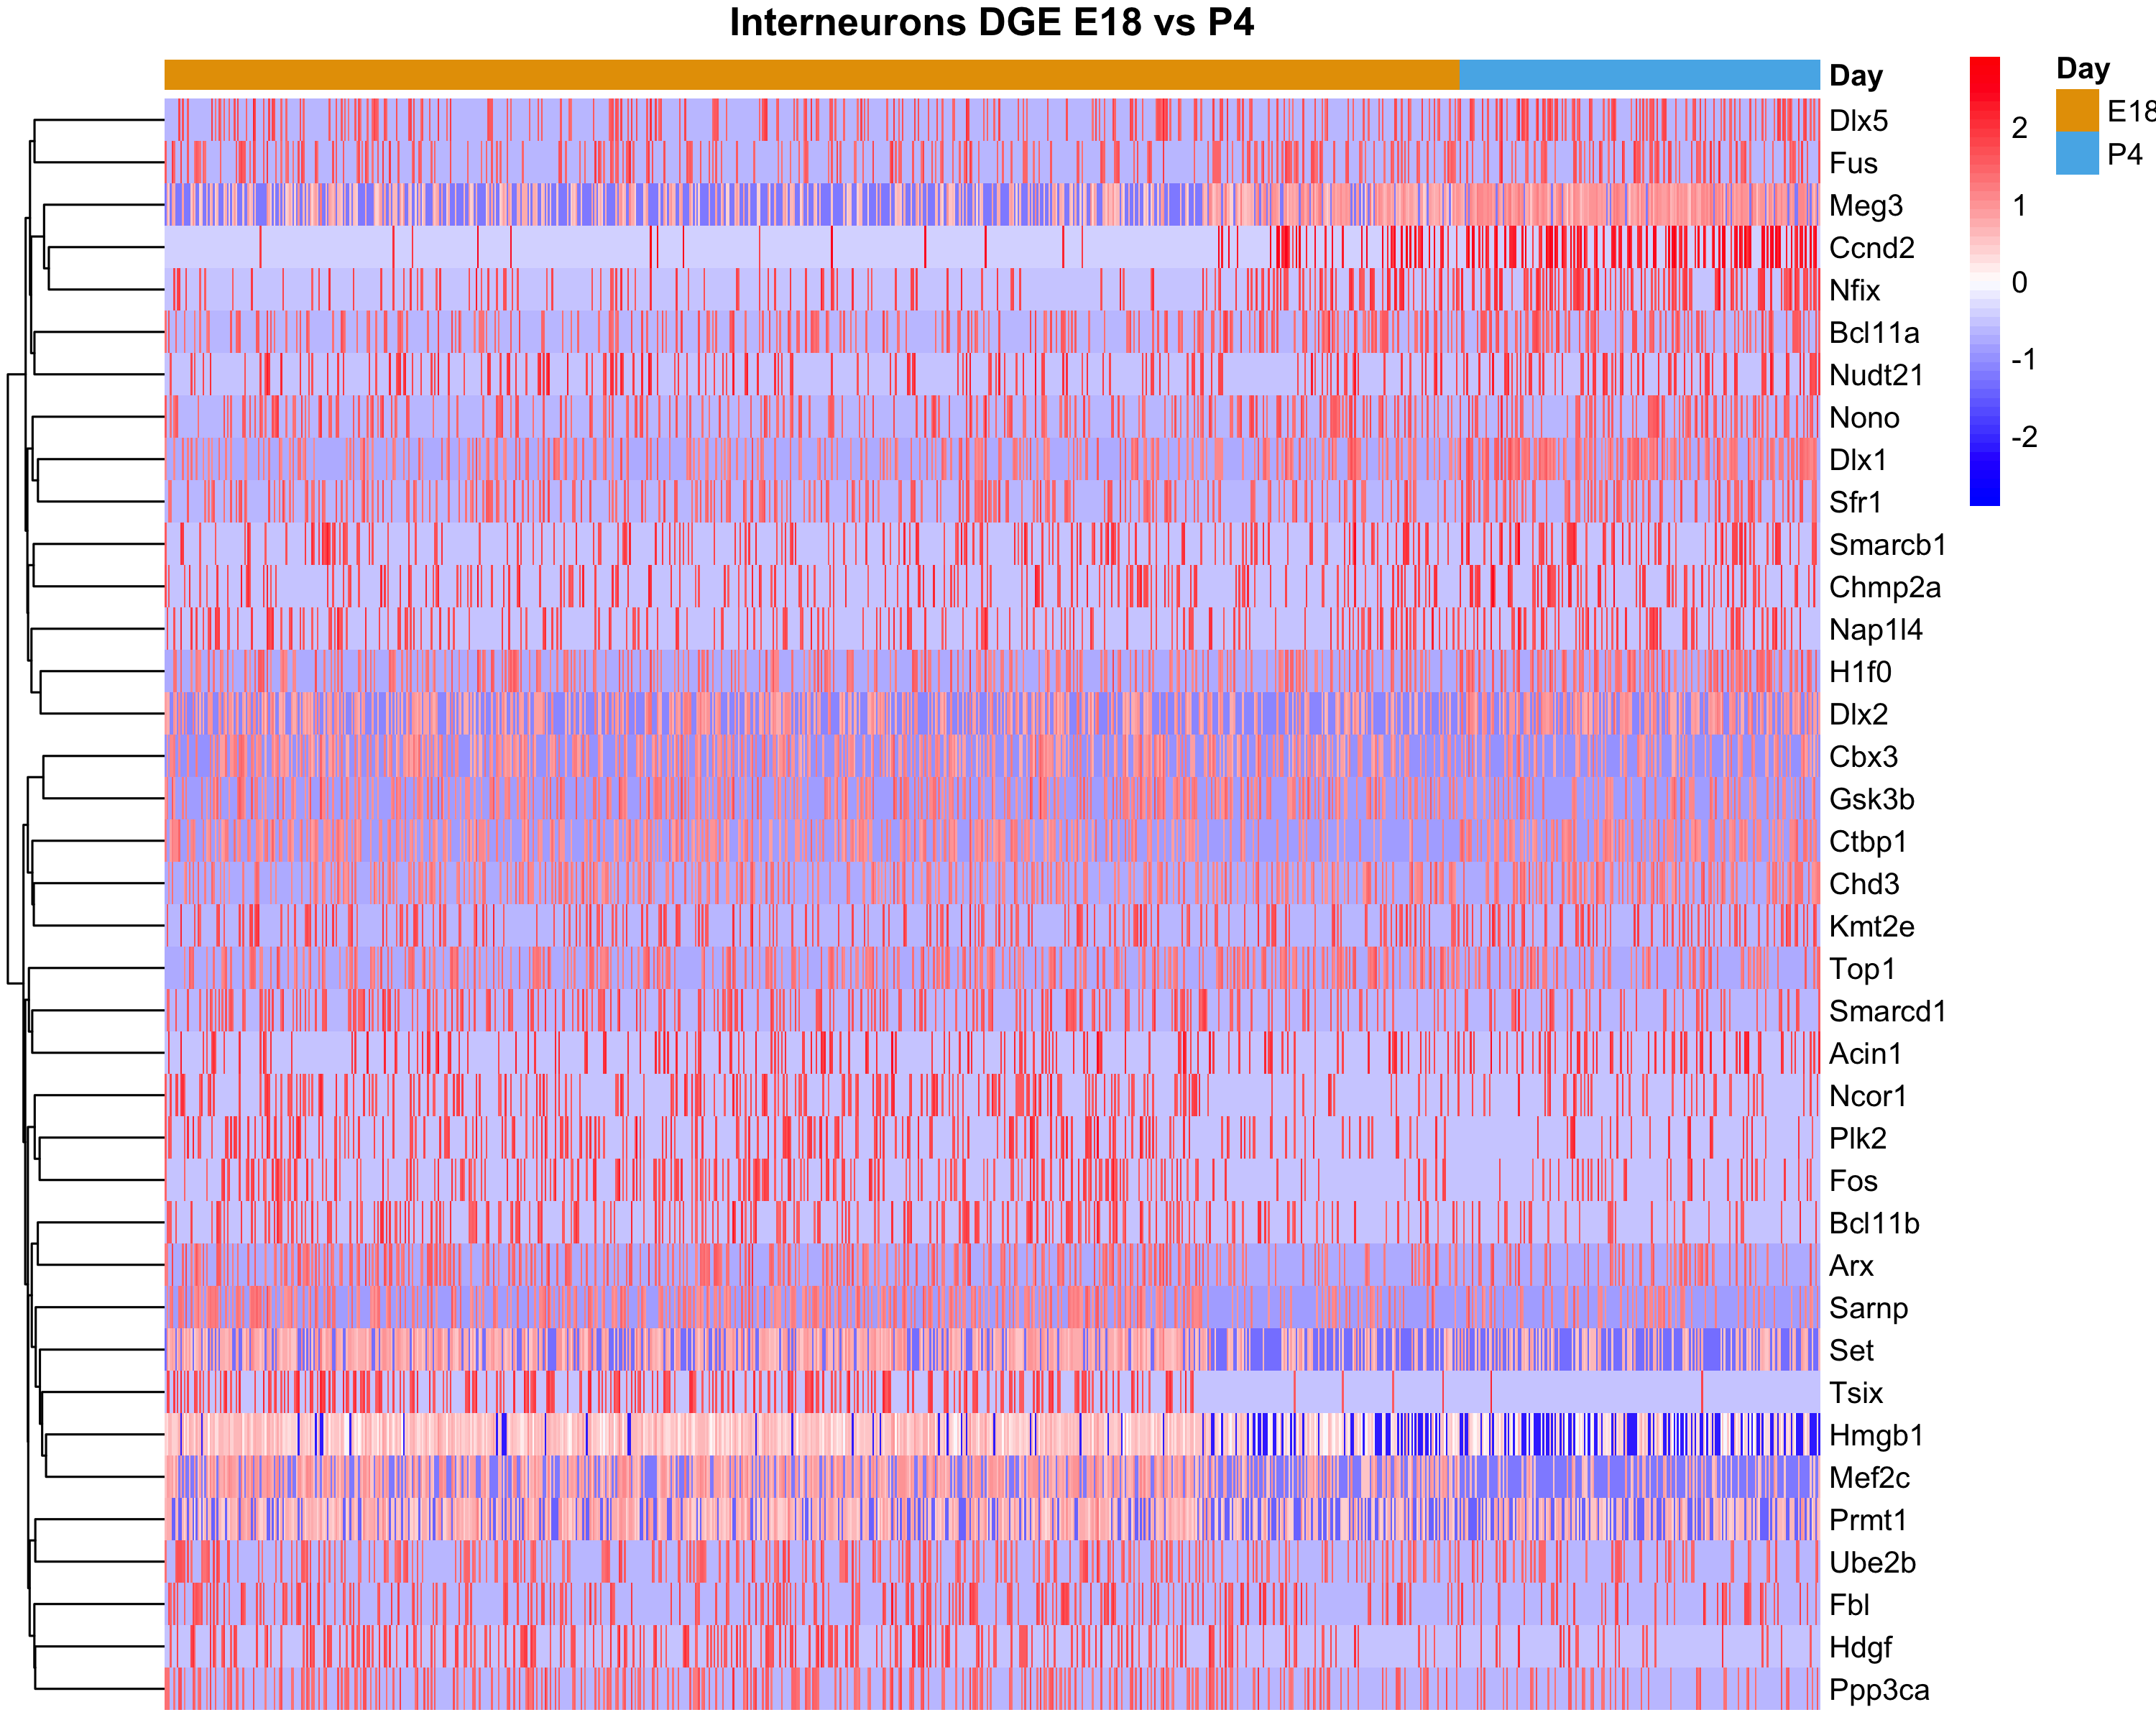 Interneurons DGE E18 vs P4
Day
Dlx5
Fus
Meg3
Ccnd2
Nfix
Bcl11a
Nudt21
Nono
Dlx1
Sfr1
Smarcb1
Chmp2a
Nap1l4
H1f0
Dlx2
Cbx3
Gsk3b
Ctbp1
Chd3
Kmt2e
Top1
Smarcd1
Acin1
Ncor1
Plk2
Fos
Bcl11b
Arx
Sarnp
Set
Tsix
Hmgb1
Mef2c
Prmt1
Ube2b
Fbl
Hdgf
Ppp3ca
2
1
0
-1
-2
Day
E18
P4